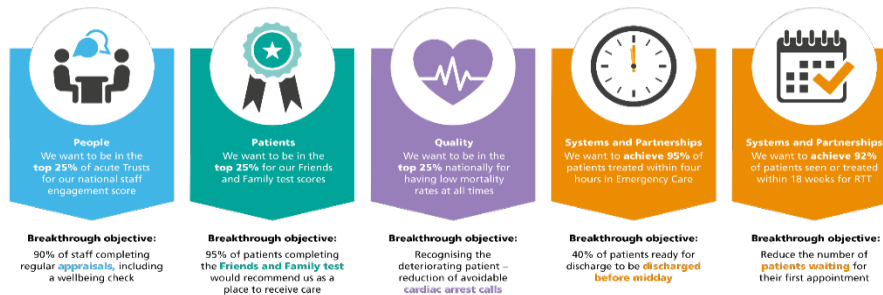 People
We want to be in the
top 25% of acute Trusts
for our national staff
engagement score
Breakthrough objective:
90% of staff completing
regular appraisals, including
a wellbeing check
Patients
We want to be in the
top 25% for our Friends
and Family test scores
Breakthrough objective:
95% of patients completing
the Friends and Family test
would recommend us as a
place to receive care
Quality
We want to be in the
top 25% nationally for
having low mortality
rates at all times
Breakthrough objective:
Recognising the
deteriorating patient –
reduction of avoidable
cardiac arrest calls
Systems and Partnerships
We want to achieve 95% of
patients treated within four
hours in Emergency Care
Breakthrough objective:
40% of patients ready for
discharge to be discharged
before midday
Systems and Partnerships
We want to achieve 92%
of patients seen or treated
within 18 weeks for RTT
Breakthrough objective:
Reduce the number of
patients waiting for
their first appointment